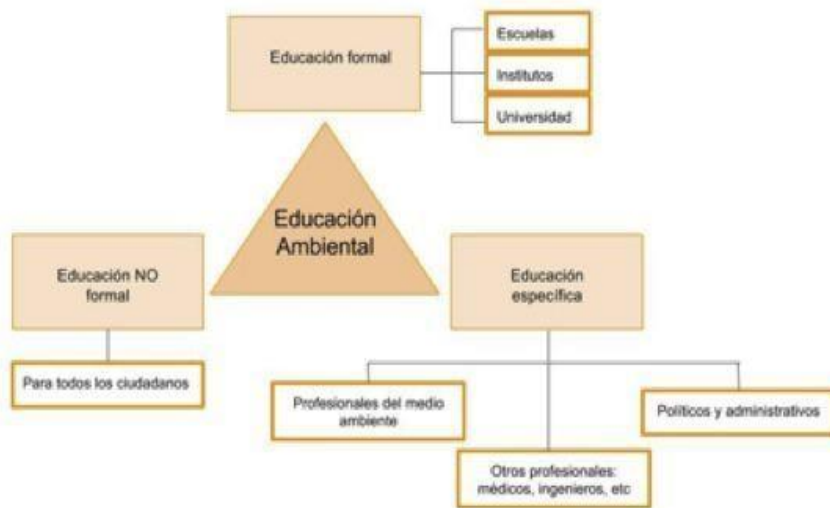 Educación formal
Escuelas
Institutos
Universidad
Educación
Ambiental
Educación NO
formal
Para todos los ciudadanos
Educación
específica
Profesionales del medio
ambiente
Políticos y administrativos
Otros profesionales:
médicos, ingenieros, etc